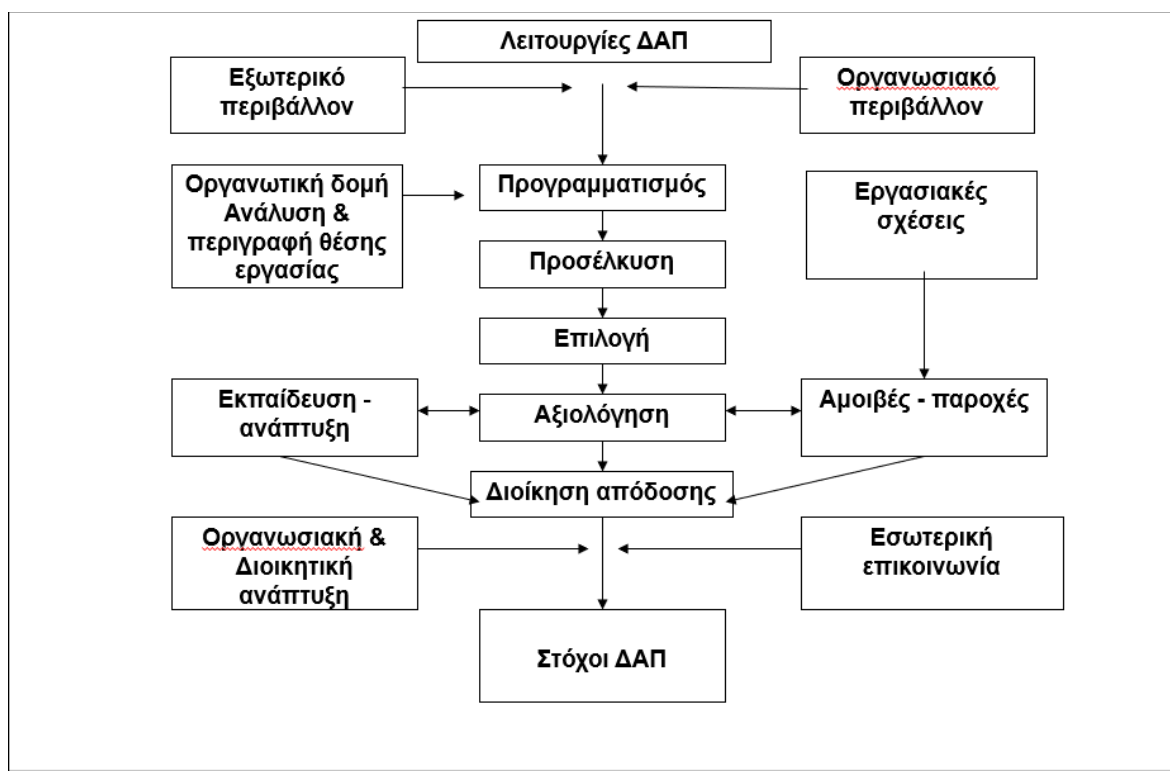 Λειτουργίες ΔΑΠ
Εξωτερικό
περιβάλλον
Οργανωσιακό
περιβάλλον
Οργανωτική δομή
Ανάλυση &
περιγραφή θέσης
εργασίας
Προγραμματισμός
Εργασιακές
σχέσεις
Προσέλκυση
Επιλογή
Εκπαίδευση -
ανάπτυξη
Αξιολόγηση
Αμοιβές - παροχές
Διοίκηση απόδοσης
Οργανωσιακή &
Διοικητική
ανάπτυξη
Εσωτερική
επικοινωνία
Στόχοι ΔΑΠ